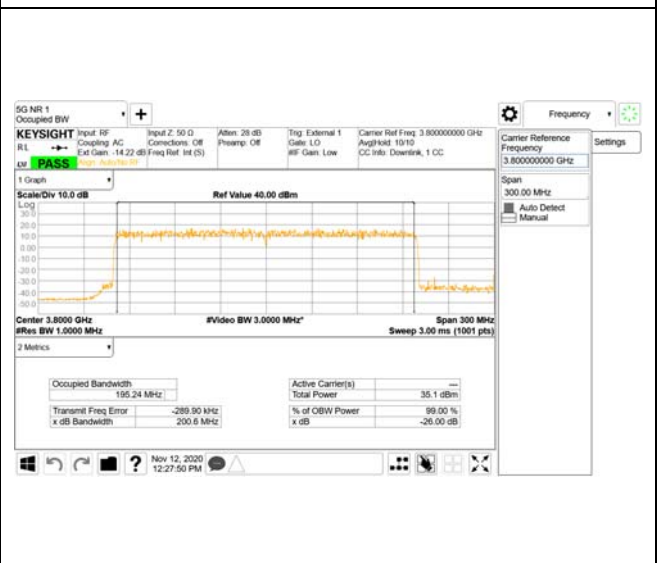 5G NR 1
Occupied BW
Frequency
KEYSIGHT
RL
LV
PASS
Input: RF
Coupling: AC
Ext Gain: -14.22 dB
Align: Auto/No RF
Input Z: 50 Ω
Corrections: Off
Freq Ref: Int (S)
Atten: 28 dB
Preamp: Off
Trig: External 1
Gate: LO
#IF Gain: Low
Carrier Ref Freq: 3.800000000 GHz
Avg|Hold: 10/10
CC Info: Downlink, 1 CC
Carrier Reference
Frequency
3.800000000 GHz
Settings
Span
300.00 MHz
Auto Detect
Manual
1 Graph
Scale/Div 10.0 dB
Ref Value 40.00 dBm
Log
30.0
20.0
10.0
0.00
-10.0
-20.0
-30.0
-40.0
-50.0
Center 3.8000 GHz
#Video BW 3.0000 MHz*
Span 300 MHz
#Res BW 1.0000 MHz
Sweep 3.00 ms (1001 pts)
2 Metrics
Occupied Bandwidth
195.24 MHz
Transmit Freq Error -289.90 kHz
x dB Bandwidth 200.6 MHz
Active Carrier(s) ---
Total Power 35.1 dBm
% of OBW Power 99.00 %
x dB -26.00 dB
Nov 12, 2020
12:27:50 PM